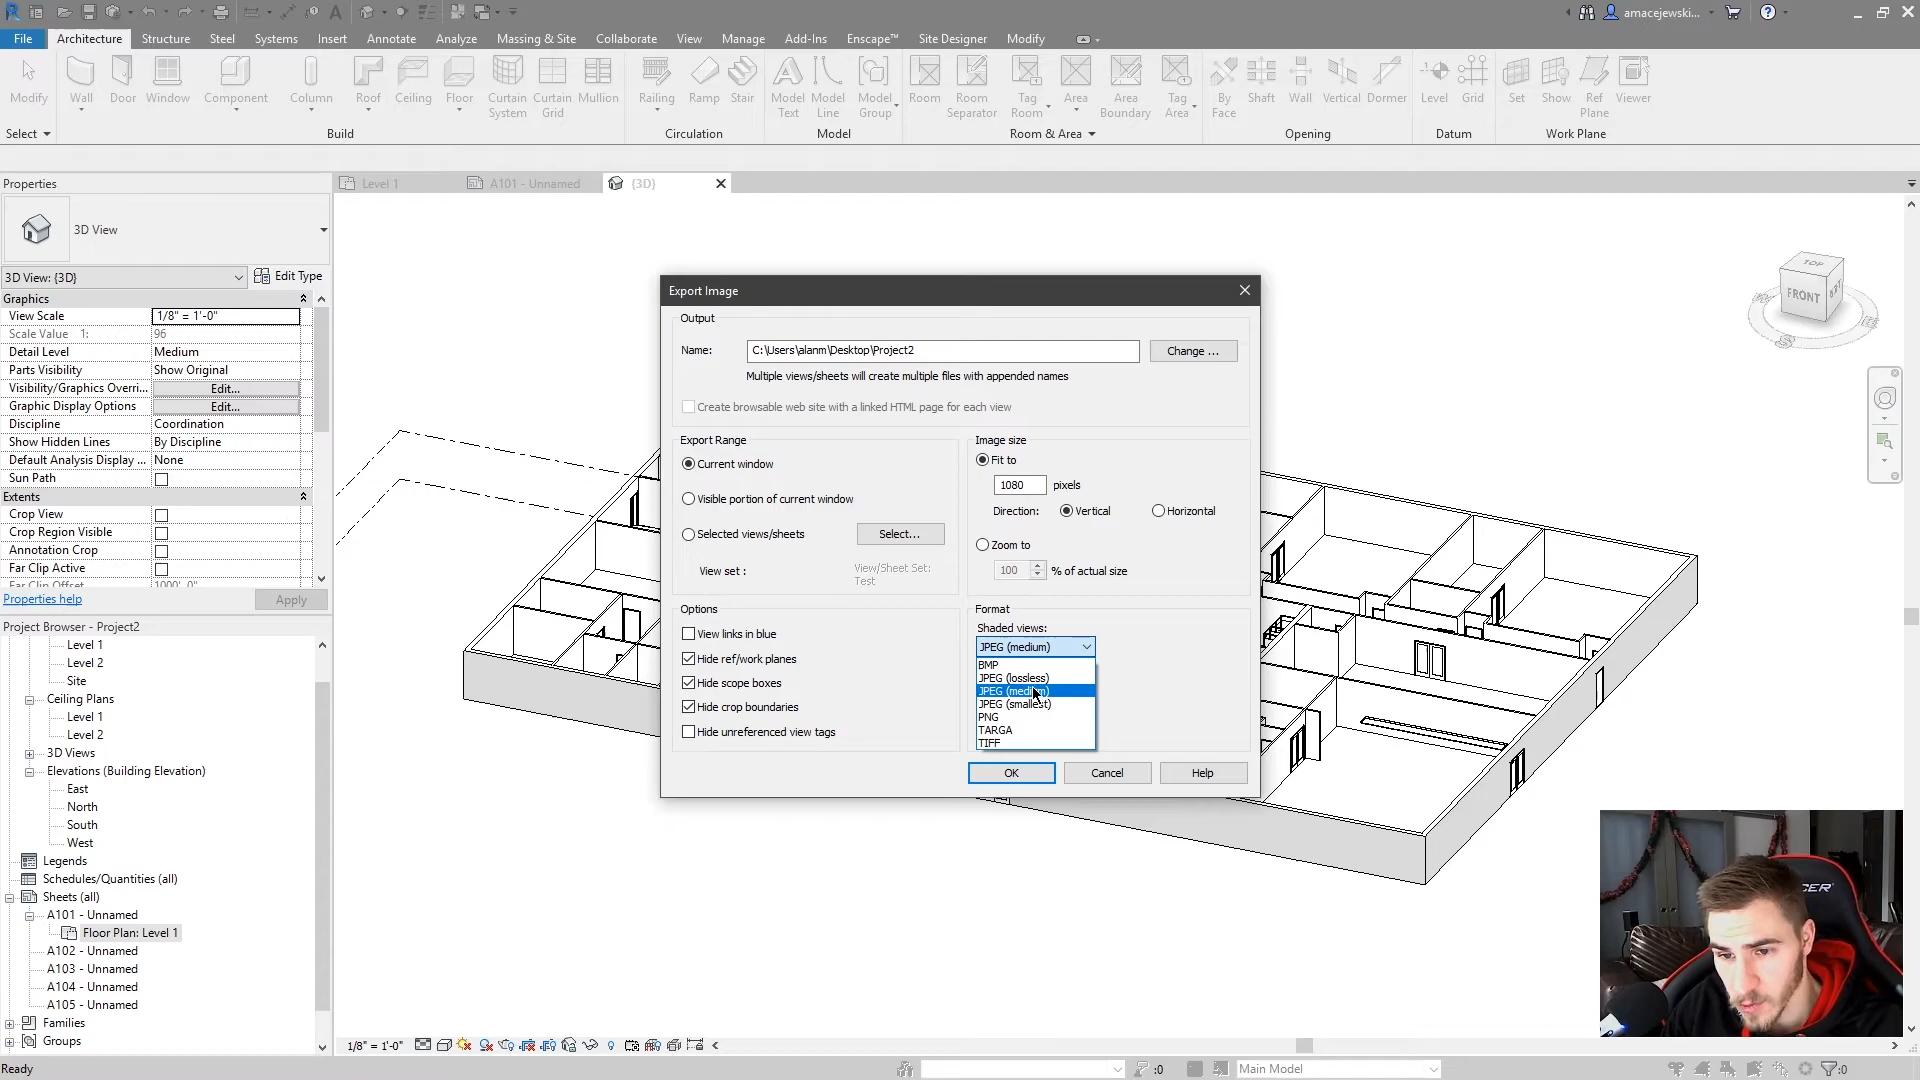 amacejewski...
File
Architecture
Structure
Steel
Systems
Insert
Annotate
Analyze
Massing & Site
Collaborate
View
Manage
Add-Ins
Enscape™
Site Designer
Modify
Modify
Wall
Door
Window
Component
Column
Roof
Ceiling
Floor
Curtain
System
Curtain
Grid
Mullion
Railing
Ramp
Stair
Model
Text
Model
Line
Model
Group
Room
Room
Separator
Tag
Room
Area
Area
Boundary
Tag
Area
By
Face
Shaft
Wall
Vertical
Dormer
Level
Grid
Set
Show
Ref
Plane
Viewer
Select
Build
Circulation
Model
Room & Area
Opening
Datum
Work Plane
Properties
Level 1
A101 - Unnamed
{3D}
3D View
3D View: {3D}
Edit Type
Graphics
View Scale
1/8" = 1'-0"
Scale Value 1:
96
Detail Level
Medium
Parts Visibility
Show Original
Visibility/Graphics Overri...
Edit...
Graphic Display Options
Edit...
Discipline
Coordination
Show Hidden Lines
By Discipline
Default Analysis Display ...
None
Sun Path
Extents
Crop View
Crop Region Visible
Annotation Crop
Far Clip Active
Far Clip Offset
1000' 0"
Properties help
Apply
Project Browser - Project2
Level 1
Level 2
Site
Ceiling Plans
Level 1
Level 2
3D Views
Elevations (Building Elevation)
East
North
South
West
Legends
Schedules/Quantities (all)
Sheets (all)
A101 - Unnamed
Floor Plan: Level 1
A102 - Unnamed
A103 - Unnamed
A104 - Unnamed
A105 - Unnamed
Families
Groups
Ready
Export Image
Output
Name:
C:\Users\alanm\Desktop\Project2
Change ...
Multiple views/sheets will create multiple files with appended names
Create browsable web site with a linked HTML page for each view
Export Range
Current window
Visible portion of current window
Selected views/sheets
Select...
View set :
View/Sheet Set:
Test
Image size
Fit to
1080
pixels
Direction:
Vertical
Horizontal
Zoom to
100
% of actual size
Options
View links in blue
Hide ref/work planes
Hide scope boxes
Hide crop boundaries
Hide unreferenced view tags
Format
Shaded views:
JPEG (medium)
BMP
JPEG (lossless)
JPEG (medium)
JPEG (smallest)
PNG
TARGA
TIFF
OK
Cancel
Help
TOP
FRONT
1/8" = 1'-0"
:0
Main Model
:0